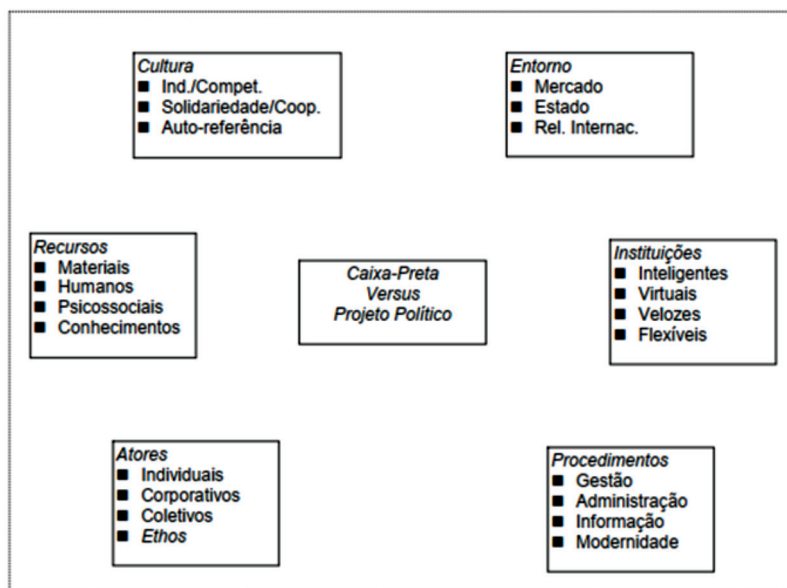 Cultura
■ Ind./Compet.
■ Solidariedade/Coop.
■ Auto-referência
Entorno
■ Mercado
■ Estado
■ Rel. Internac.
Recursos
■ Materiais
■ Humanos
■ Psicossociais
■ Conhecimentos
Caixa-Preta
Versus
Projeto Político
Instituições
■ Inteligentes
■ Virtuais
■ Velozes
■ Flexíveis
Atores
■ Individuais
■ Corporativos
■ Coletivos
■ Ethos
Procedimentos
■ Gestão
■ Administração
■ Informação
■ Modernidade